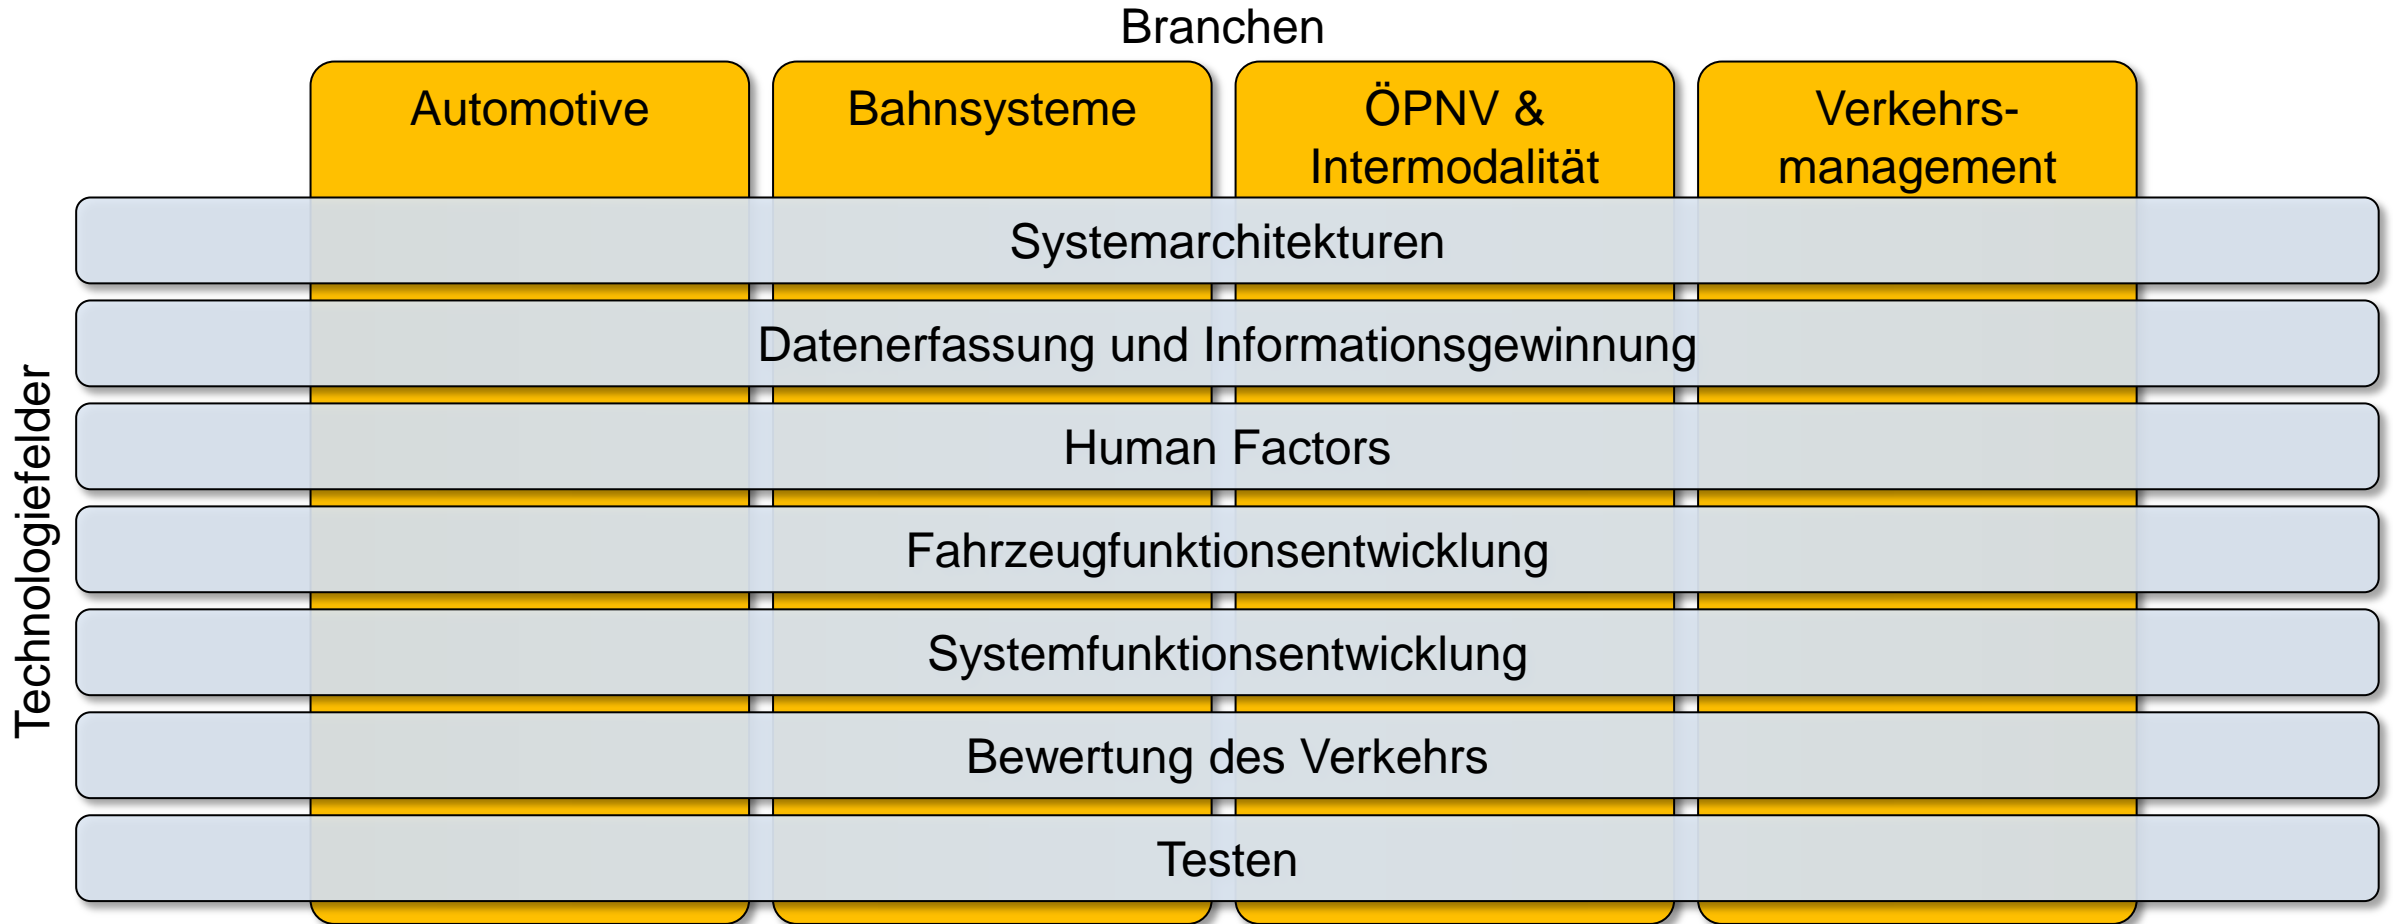 Branchen
Automotive
Bahnsysteme
ÖPNV &
Intermodalität
Verkehrs-
management
Technologiefelder
Systemarchitekturen
Datenerfassung und Informationsgewinnung
Human Factors
Fahrzeugfunktionsentwicklung
Systemfunktionsentwicklung
Bewertung des Verkehrs
Testen